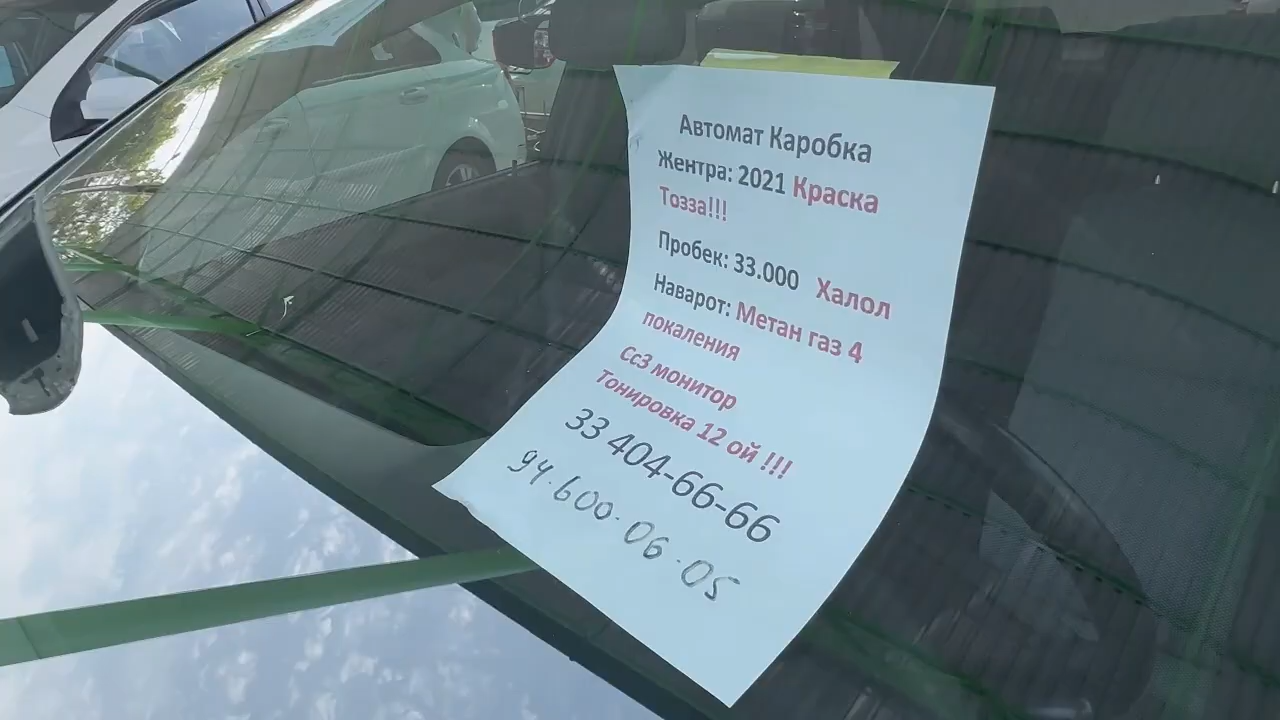 Автомат Каробка
Жентра: 2021 Краска
Тозза!!!
Пробек: 33.000 Халол
Наварот: Метан газ 4
покаления
Сс3 монитор
Тонировка 12 ой !!!
33 404-66-66
94.600.06.05